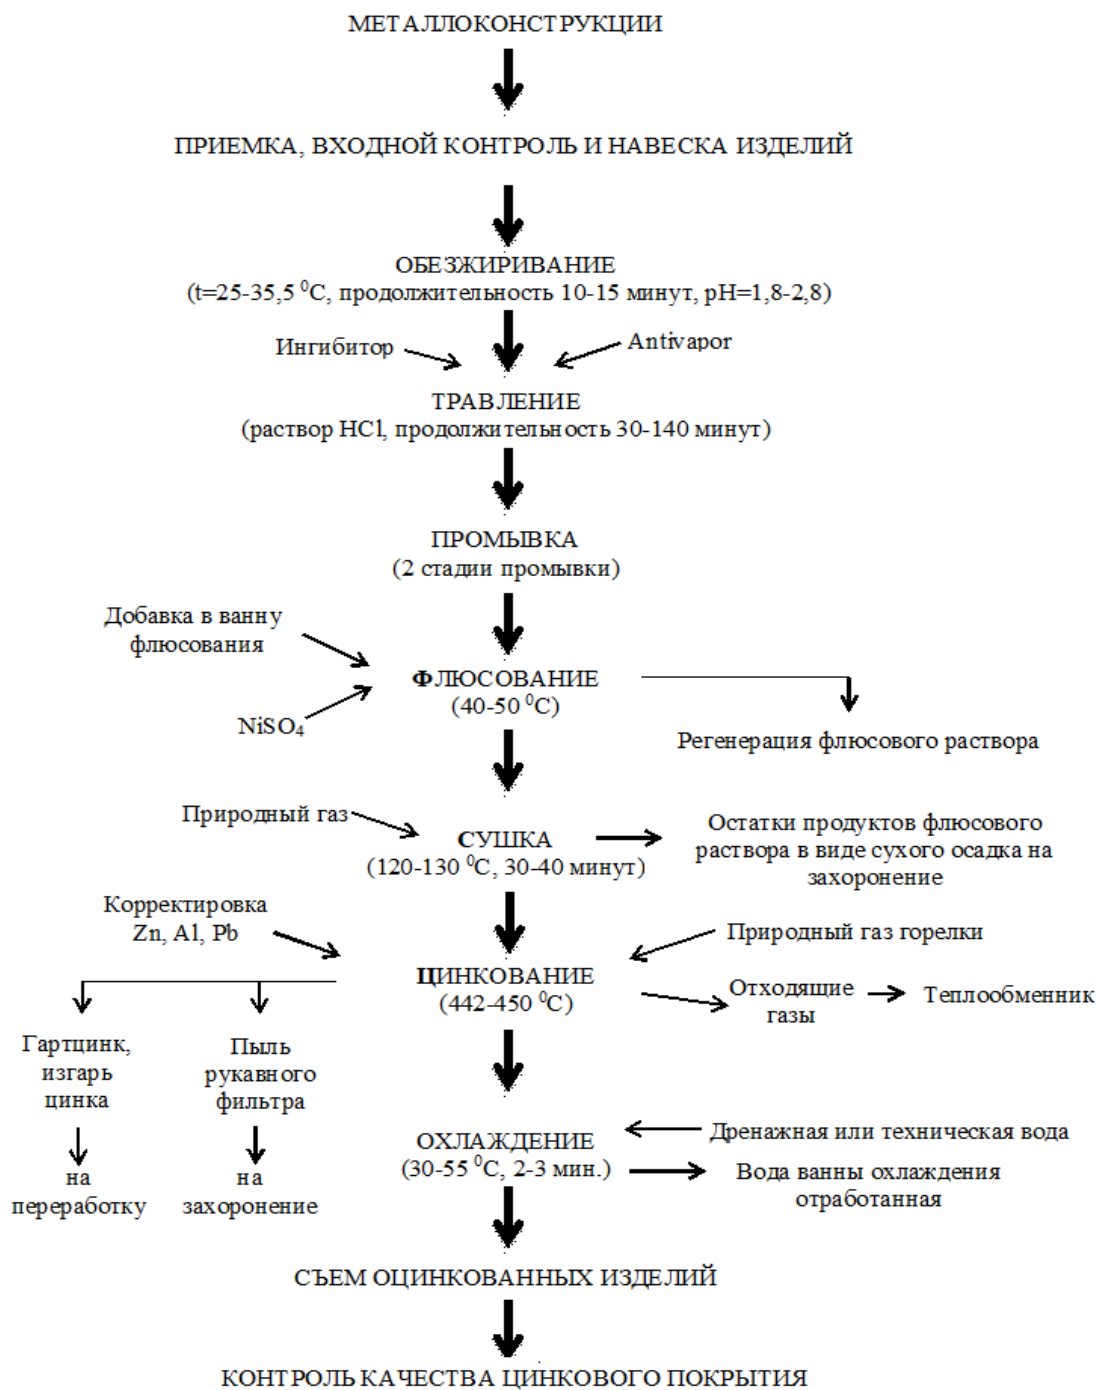 МЕТАЛЛОКОНСТРУКЦИИ
ПРИЕМКА, ВХОДНОЙ КОНТРОЛЬ И НАВЕСКА ИЗДЕЛИЙ
ОБЕЗЖИРИВАНИЕ
(t=25-35,5 ⁰C, продолжительность 10-15 минут, pH=1,8-2,8)
Ингибитор
Antivapor
ТРАВЛЕНИЕ
(раствор HCl, продолжительность 30-140 минут)
ПРОМЫВКА
(2 стадии промывки)
Добавка в ванну
флюсования
ФЛЮСОВАНИЕ
(40-50 ⁰C)
NiSO₄
Регенерация флюсового раствора
Природный газ
СУШКА
(120-130 ⁰C, 30-40 минут)
Остатки продуктов флюсового
раствора в виде сухого осадка на
захоронение
Корректировка
Zn, Al, Pb
Природный газ горелки
ЦИНКОВАНИЕ
(442-450 ⁰C)
Отходящие
газы
Теплообменник
Гартцинк,
изгарь
цинка
Пыль
рукавного
фильтра
на
переработку
на
захоронение
ОХЛАЖДЕНИЕ
(30-55 ⁰C, 2-3 мин.)
Дренажная или техническая вода
Вода ванны охлаждения
отработанная
СЪЕМ ОЦИНКОВАННЫХ ИЗДЕЛИЙ
КОНТРОЛЬ КАЧЕСТВА ЦИНКОВОГО ПОКРЫТИЯ